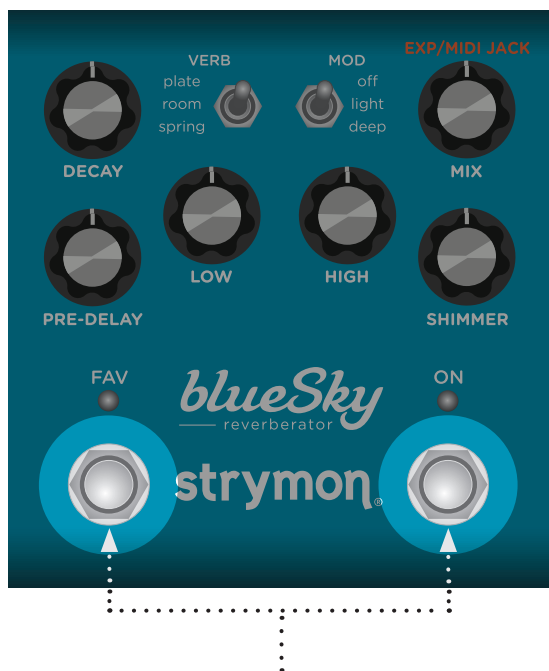 EXP/MIDI JACK
VERB
plate
room
spring
MOD
off
light
deep
DECAY
MIX
LOW
HIGH
PRE-DELAY
SHIMMER
FAV
ON
blueSky
reverberator
strymon®